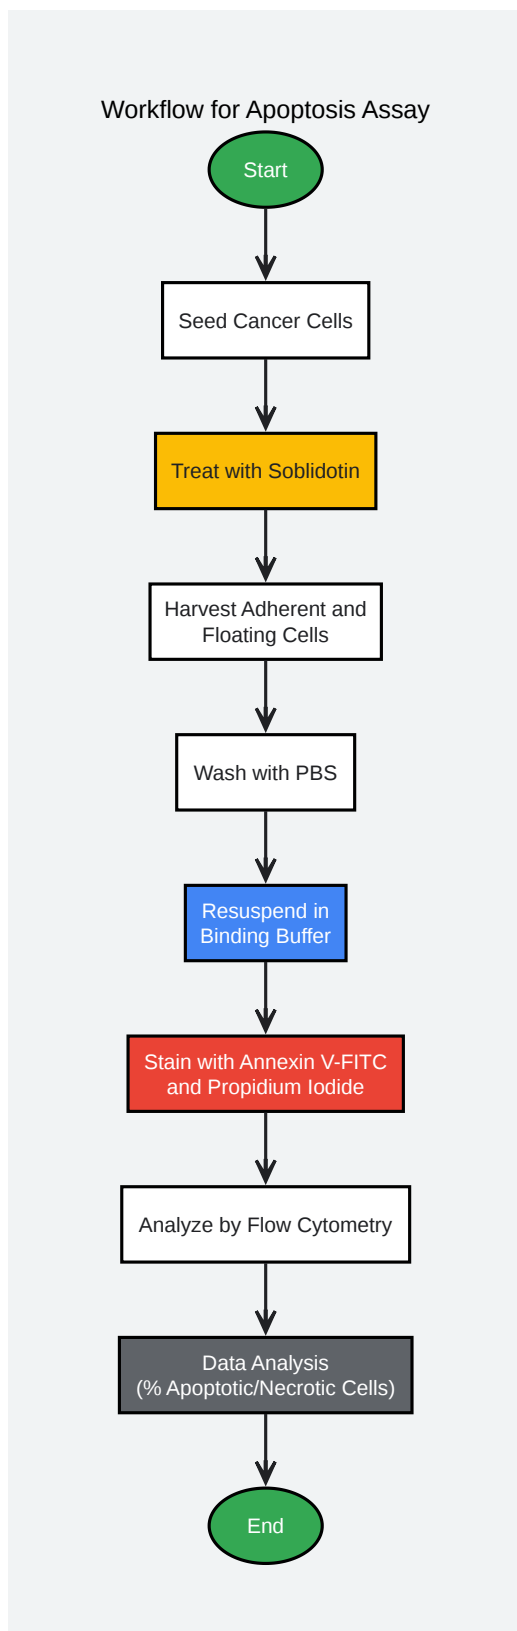 Workflow for Apoptosis Assay
Start
Seed Cancer Cells
Treat with Soblidotin
Harvest Adherent and
Floating Cells
Wash with PBS
Resuspend in
Binding Buffer
Stain with Annexin V-FITC
and Propidium Iodide
Analyze by Flow Cytometry
Data Analysis
(% Apoptotic/Necrotic Cells)
End